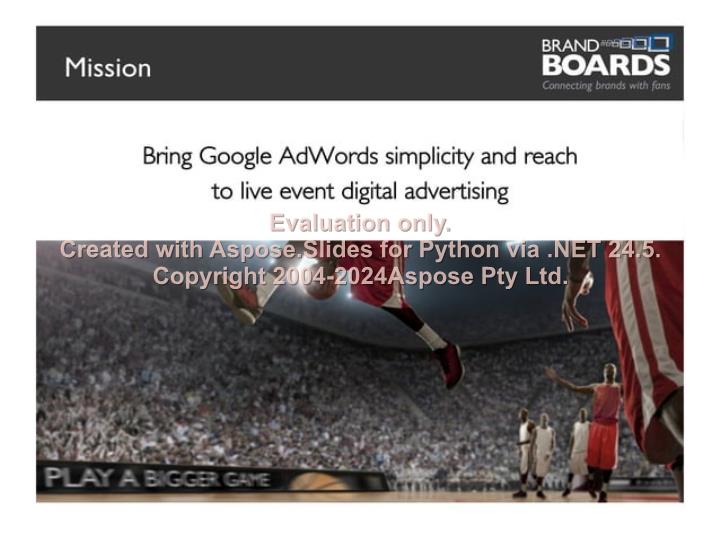 Mission
BRAND
BOARDS
Connecting brands with fans
Bring Google AdWords simplicity and reach
to live event digital advertising
Evaluation only.
Created with Aspose.Slides for Python via .NET 24.5.
Copyright 2004-2024Aspose Pty Ltd.
PLAY A BIGGER GAME